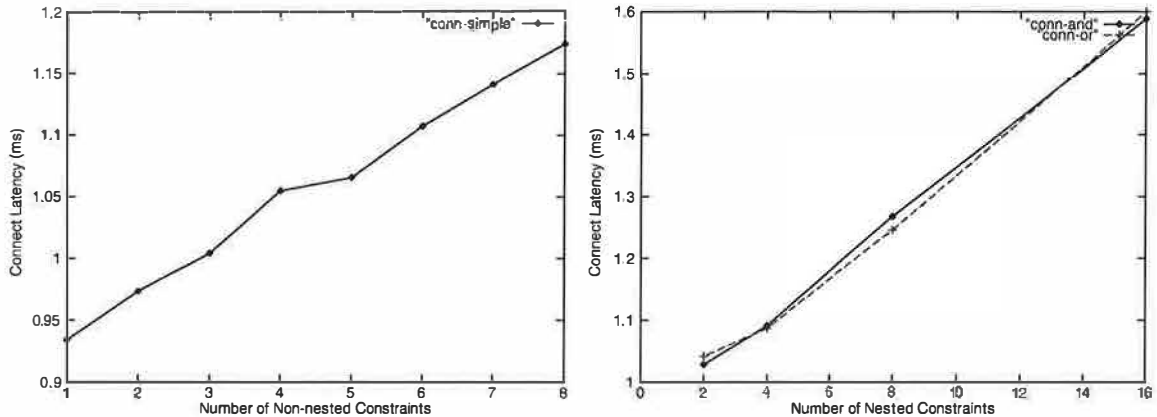 1.2
"conn-simple"
1.15
1.1
1.05
1
0.95
0.9
Connect Latency (ms)
1 2 3 4 5 6 7 8
Number of Non-nested Constraints
1.6
"conn-and"
"conn-or"
1.5
1.4
1.3
1.2
1.1
1
Connect Latency (ms)
0 2 4 6 8 10 12 14 16
Number of Nested Constraints